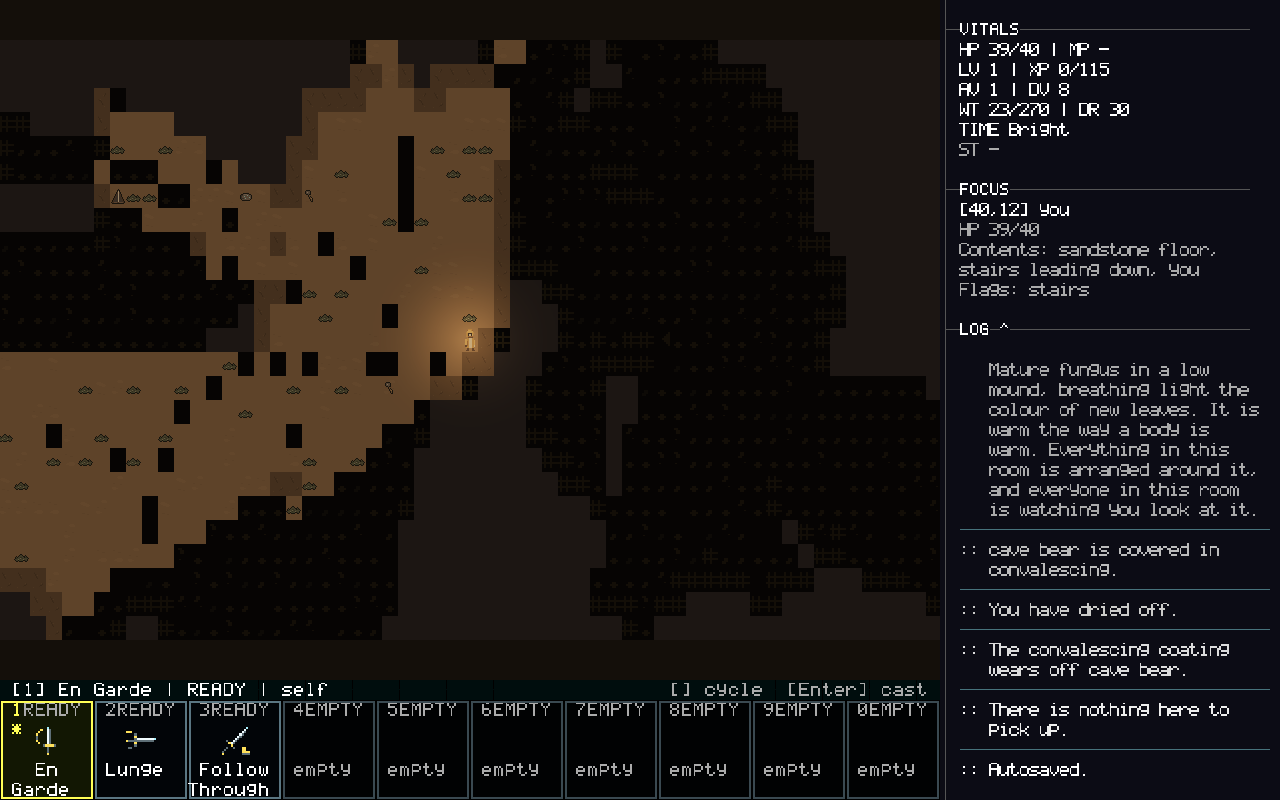 VITALS
HP 39/40 | MP -
LV 1 | XP 0/115
AV 1 | DV 8
WT 23/270 | DR 30
TIME Bright
ST -
FOCUS
[40,12] You
HP 39/40
Contents: sandstone floor,
stairs leading down, You
Flags: stairs
LOG ^
Mature fungus in a low
mound, breathing light the
colour of new leaves. It is
warm the way a body is
warm. Everything in this
room is arranged around it,
and everyone in this room
is watching you look at it.
:: cave bear is covered in
convalescing.
:: You have dried off.
:: The convalescing coating
wears off cave bear.
:: There is nothing here to
Pick up.
:: Autosaved.
[1] En Garde | READY | self
[] cycle [Enter] cast
1READY 2READY 3READY 4EMPTY 5EMPTY 6EMPTY 7EMPTY 8EMPTY 9EMPTY 0EMPTY
*
En Garde
Lunge
Follow Through
empty empty empty empty empty empty empty